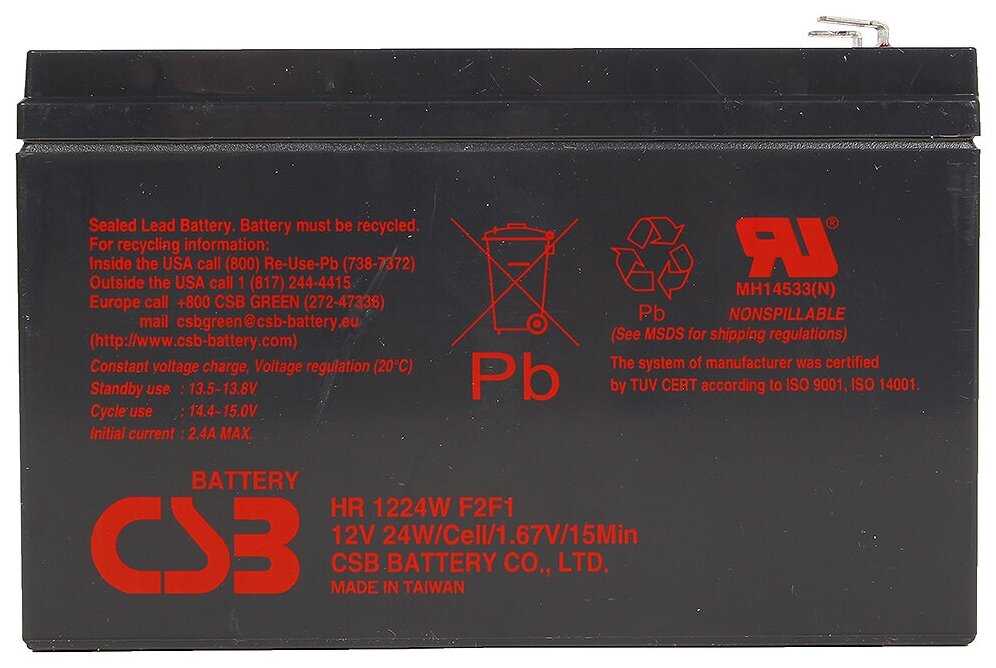 Sealed Lead Battery. Battery must be recycled.
For recycling information:
Inside the USA call (800) Re-Use-Pb (738-7372)
Outside the USA call 1 (817) 244-4415
Europe call +800 CSB GREEN (272-47336)
mail csbgreen@csb-battery.eu
(http://www.csb-battery.com)
Constant voltage charge, Voltage regulation (20°C)
Standby use : 13.5~13.8V
Cycle use : 14.4~15.0V
Initial current : 2.4A MAX.
Pb
Pb
RU®
MH14533(N)
NONSPILLABLE
(See MSDS for shipping regulations)
The system of manufacturer was certified
by TUV CERT according to ISO 9001, ISO 14001.
BATTERY
CSB
HR 1224W F2F1
12V 24W/Cell/1.67V/15Min
CSB BATTERY CO., LTD.
MADE IN TAIWAN